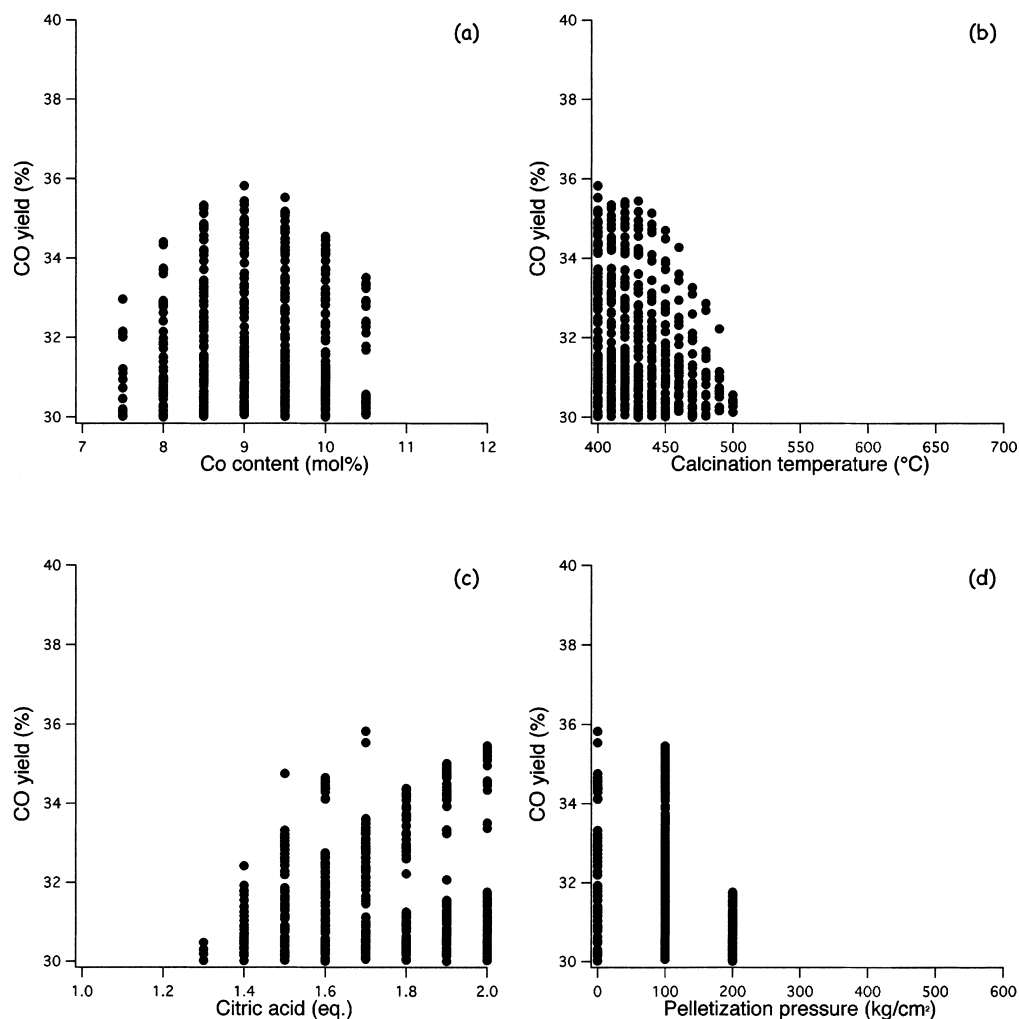 (a)
40
38
36
34
32
30
CO yield (%)
7 8 9 10 11 12
Co content (mol%)
(b)
40
38
36
34
32
30
CO yield (%)
400 450 500 550 600 650 700
Calcination temperature (°C)
(c)
40
38
36
34
32
30
CO yield (%)
1.0 1.2 1.4 1.6 1.8 2.0
Citric acid (eq.)
(d)
40
38
36
34
32
30
CO yield (%)
0 100 200 300 400 500 600
Pelletization pressure (kg/cm²)